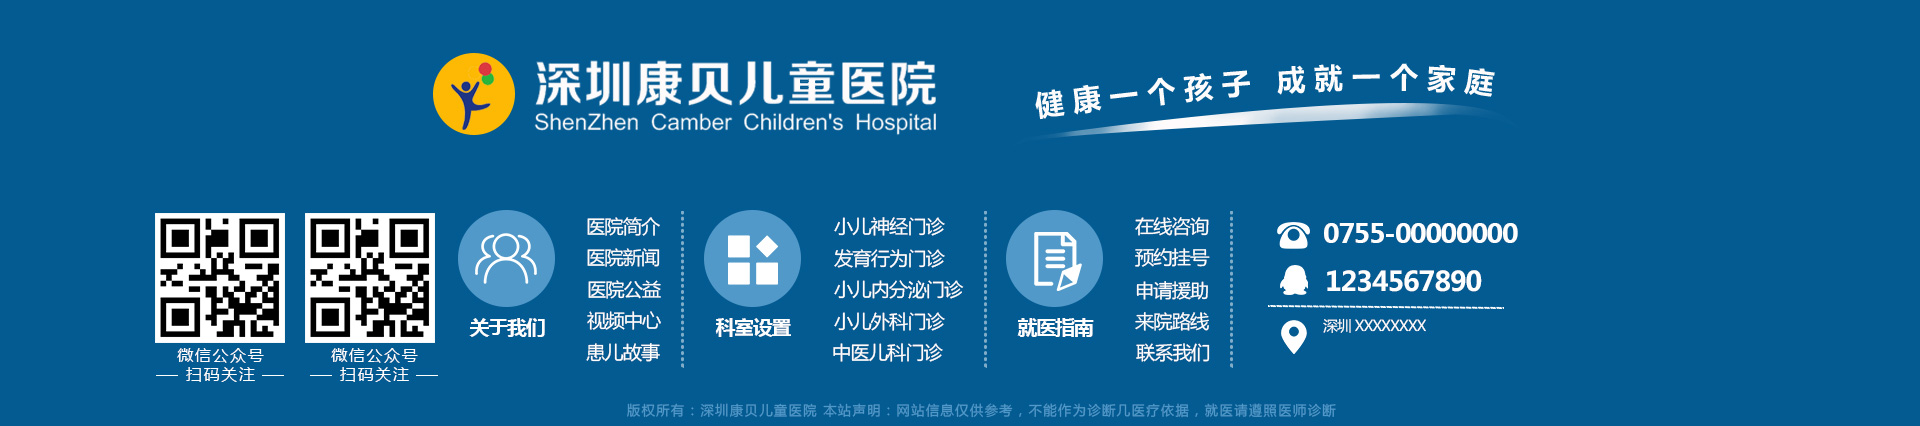 深圳康贝儿童医院
ShenZhen Camber Children's Hospital
健康一个孩子 成就一个家庭
微信公众号
扫码关注
微信公众号
扫码关注
关于我们
医院简介
医院新闻
医院公益
视频中心
患儿故事
科室设置
小儿神经门诊
发育行为门诊
小儿内分泌门诊
小儿外科门诊
中医儿科门诊
就医指南
在线咨询
预约挂号
申请援助
来院路线
联系我们
0755-00000000
1234567890
深圳 XXXXXXXX
版权所有：深圳康贝儿童医院 本站声明：网站信息仅供参考，不能作为诊断几医疗依据，就医请遵照医师诊断